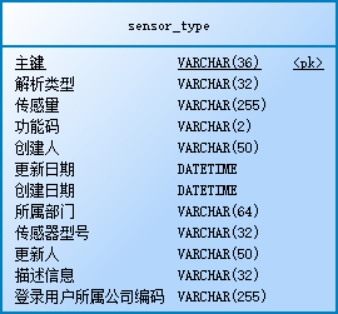 sensor_type
主键 VARCHAR(36) <pk>
解析类型 VARCHAR(32)
传感量 VARCHAR(255)
功能码 VARCHAR(2)
创建人 VARCHAR(50)
更新日期 DATETIME
创建日期 DATETIME
所属部门 VARCHAR(64)
传感器型号 VARCHAR(32)
更新人 VARCHAR(50)
描述信息 VARCHAR(32)
登录用户所属公司编码 VARCHAR(255)